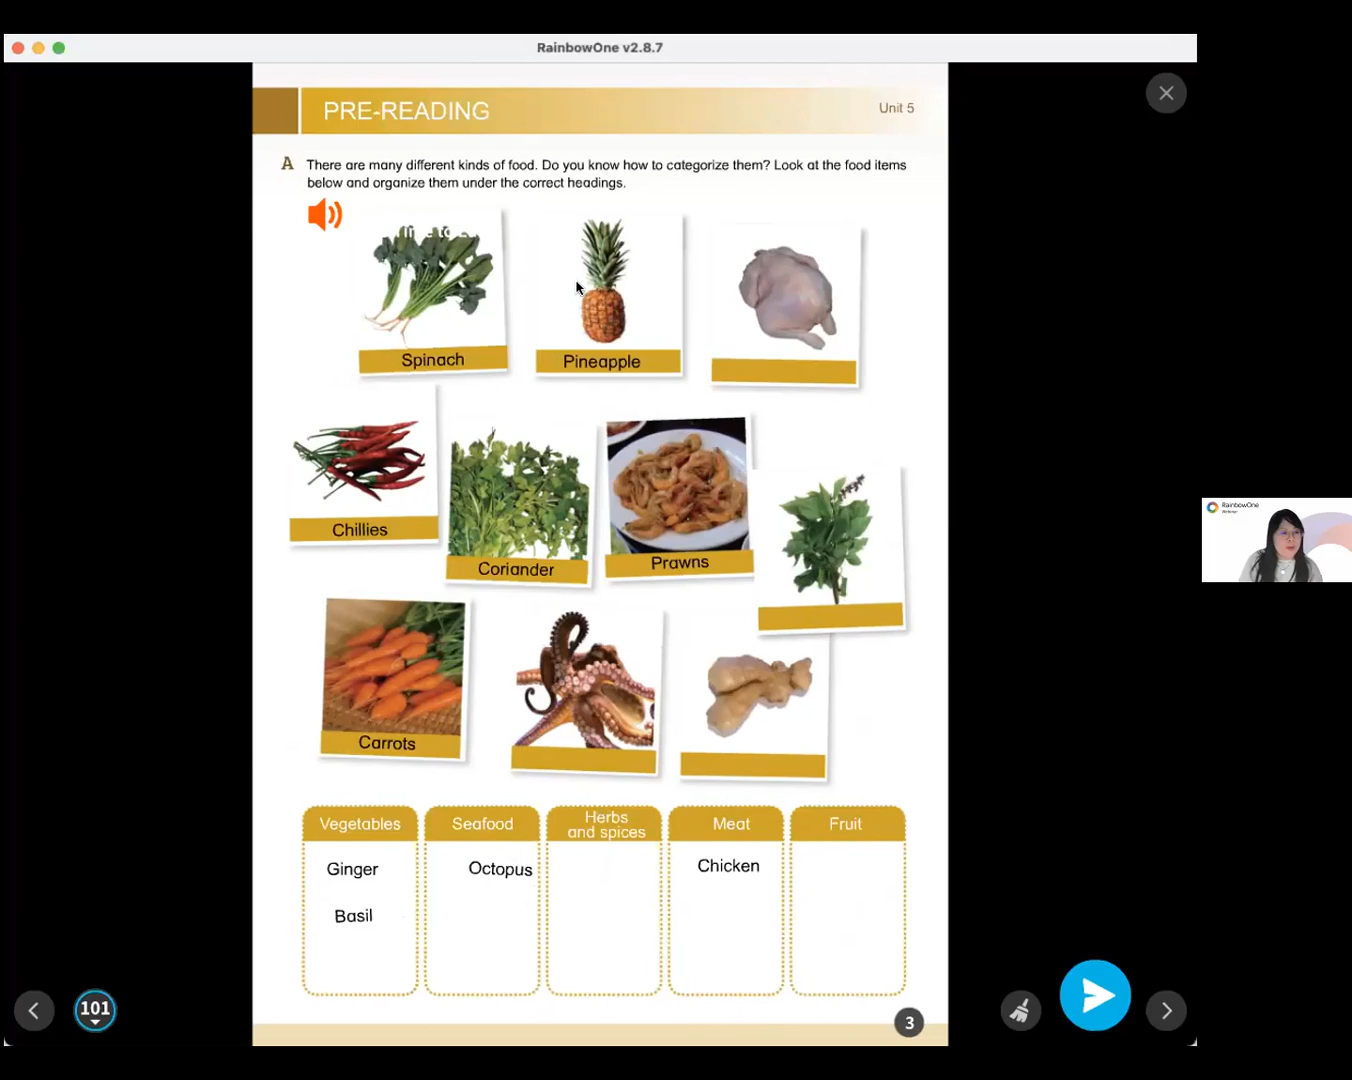 RainbowOne v2.8.7
PRE-READING
Unit 5
A There are many different kinds of food. Do you know how to categorize them? Look at the food items
below and organize them under the correct headings.
Spinach
Pineapple
Chillies
Coriander
Prawns
Carrots
Vegetables
Seafood
Herbs
and spices
Meat
Fruit
Ginger
Octopus
Chicken
Basil
101
3
RainbowOne
Webinar